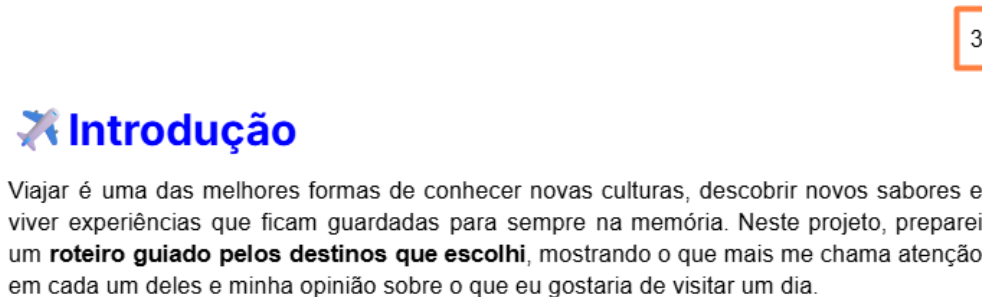 3
Introdução
Viajar é uma das melhores formas de conhecer novas culturas, descobrir novos sabores e
viver experiências que ficam guardadas para sempre na memória. Neste projeto, preparei
um roteiro guiado pelos destinos que escolhi, mostrando o que mais me chama atenção
em cada um deles e minha opinião sobre o que eu gostaria de visitar um dia.